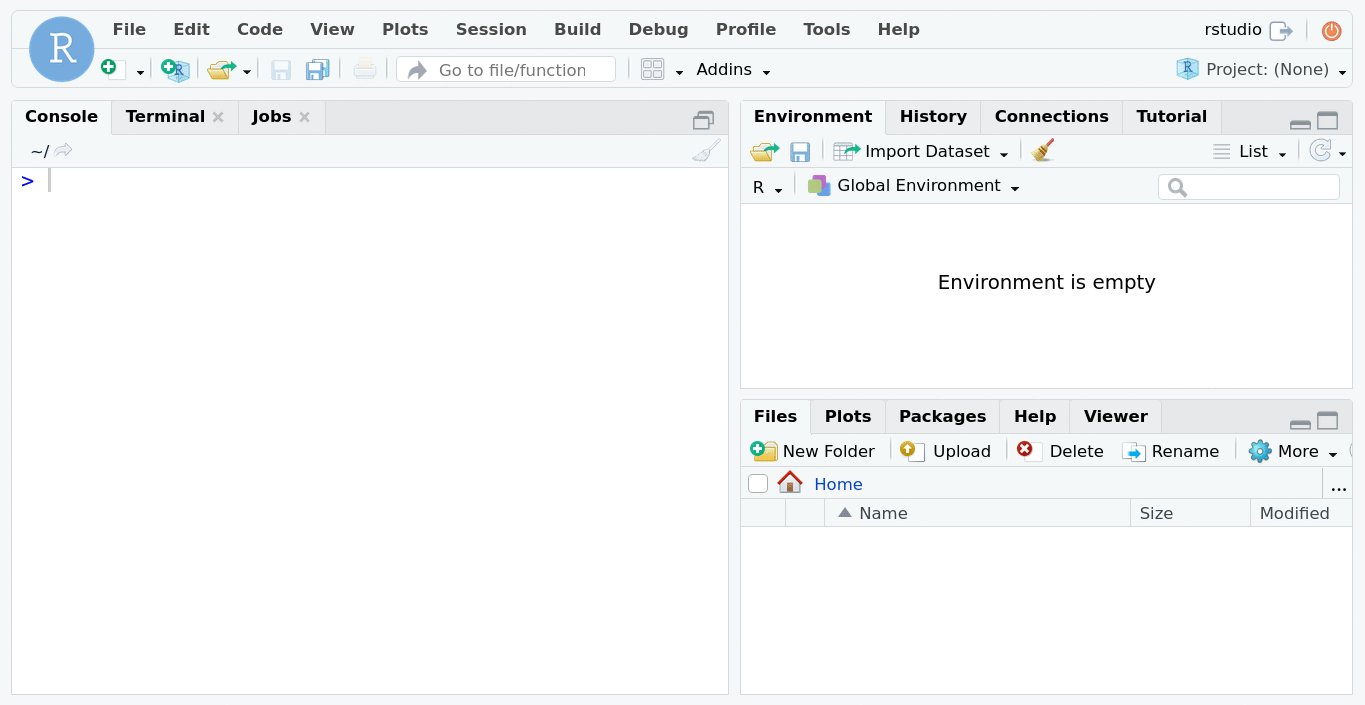 R File Edit Code View Plots Session Build Debug Profile Tools Help rstudio
R Go to file/function Addins R Project: (None)
Console Terminal Jobs
~/
>
Environment History Connections Tutorial
Import Dataset List
R Global Environment
Environment is empty
Files Plots Packages Help Viewer
New Folder Upload Delete Rename More
Home ...
Name Size Modified